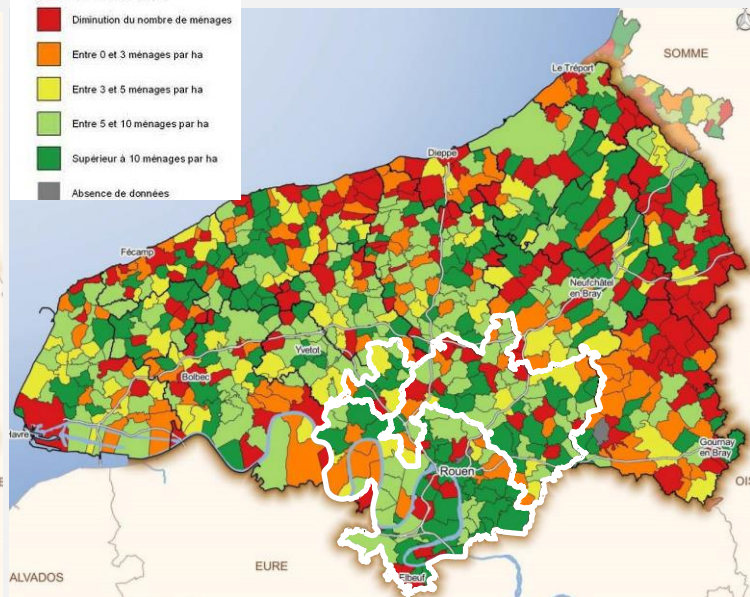 Diminution du nombre de ménages
Entre 0 et 3 ménages par ha
Entre 3 et 5 ménages par ha
Entre 5 et 10 ménages par ha
Supérieur à 10 ménages par ha
Absence de données
SOMME
Le Tréport
Dieppe
Fécamp
Neufchâtel
en Bray
Yvetot
Bolbec
Havre
Gournay
en Bray
Rouen
OIS
EURE
ALVADOS
Elbeuf